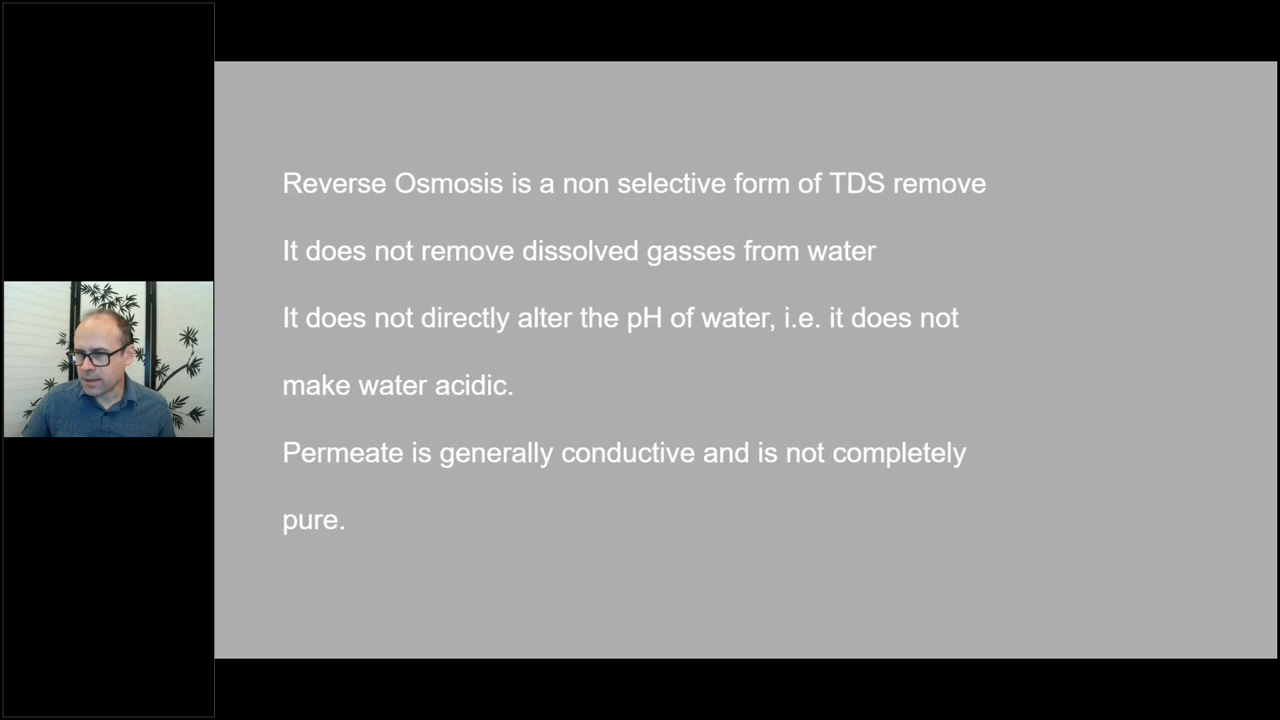 Reverse Osmosis is a non selective form of TDS remove
It does not remove dissolved gasses from water
It does not directly alter the pH of water, i.e. it does not
make water acidic.
Permeate is generally conductive and is not completely
pure.